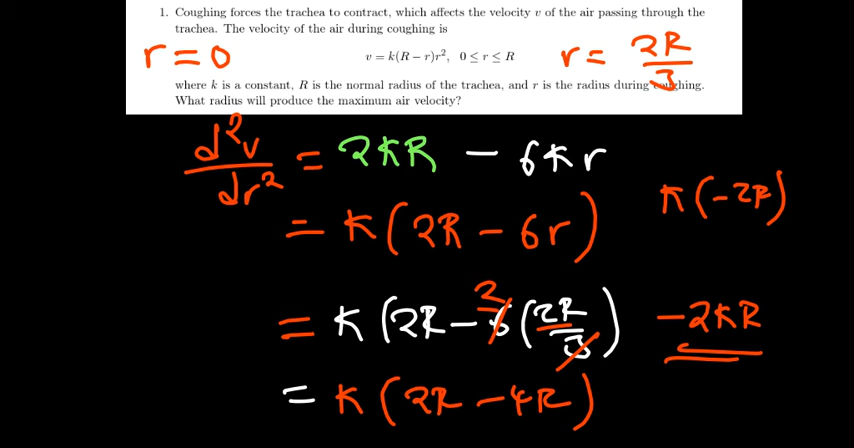 1. Coughing forces the trachea to contract, which affects the velocity v of the air passing through the
trachea. The velocity of the air during coughing is
r = 0
v = k(R − r)r², 0 ≤ r ≤ R
r = 2R/3
where k is a constant, R is the normal radius of the trachea, and r is the radius during coughing.
What radius will produce the maximum air velocity?
d²v/dr² = 2KR − 6Kr
= K(2R − 6r)
K(−2R)
= K(2R − 6(2R/3)) 2
−2KR
= K(2R − 4R)